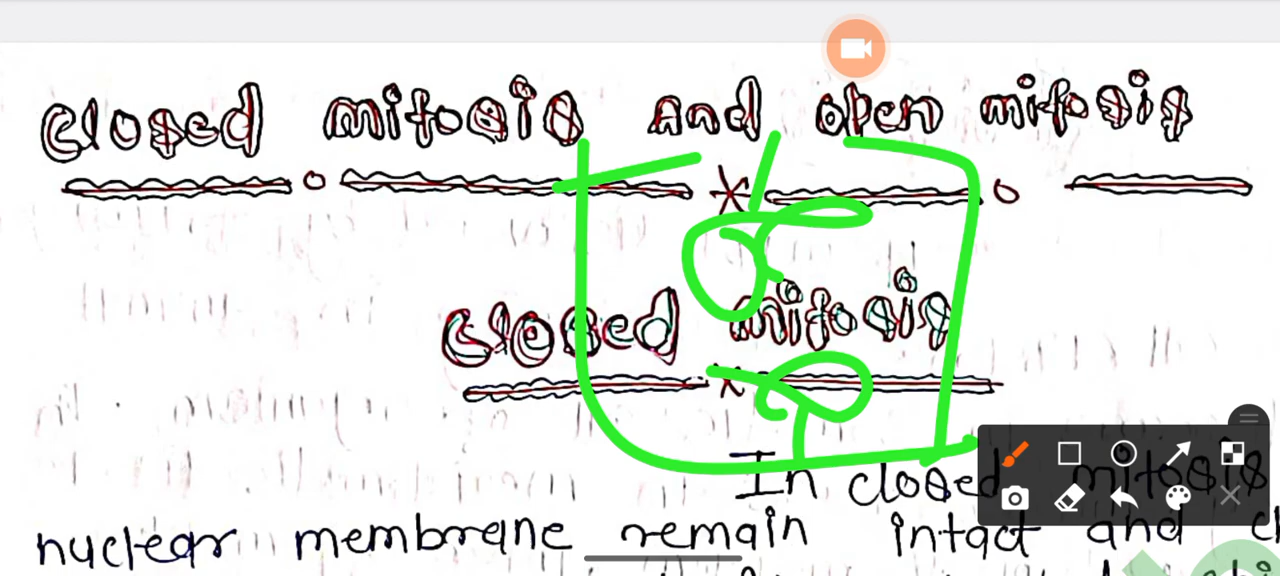 closed mitosis and open mitosis
closed mitosis
In closed mitosis
nuclear membrane remain intact and